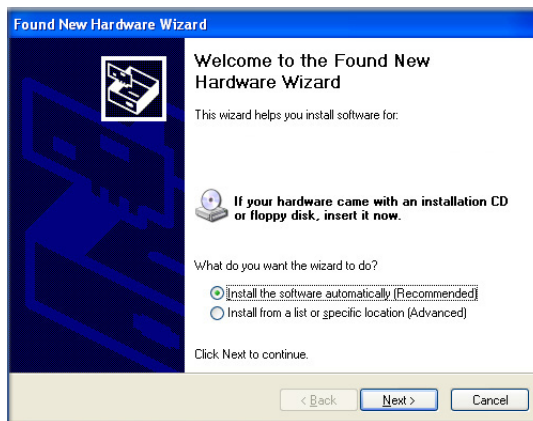 Found New Hardware Wizard
Welcome to the Found New
Hardware Wizard
This wizard helps you install software for:
If your hardware came with an installation CD
or floppy disk, insert it now.
What do you want the wizard to do?
Install the software automatically (Recommended)
Install from a list or specific location (Advanced)
Click Next to continue.
< Back
Next >
Cancel